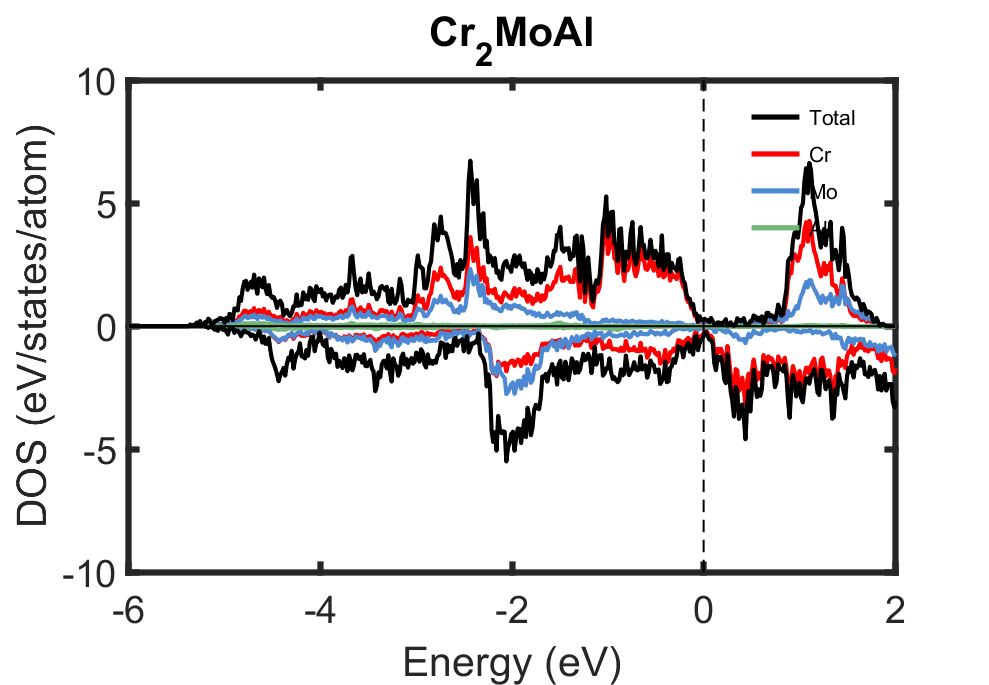 Cr2MoAl
10
5
0
-5
-10
DOS (eV/states/atom)
Total
Cr
Mo
-6 -4 -2 0 2
Energy (eV)